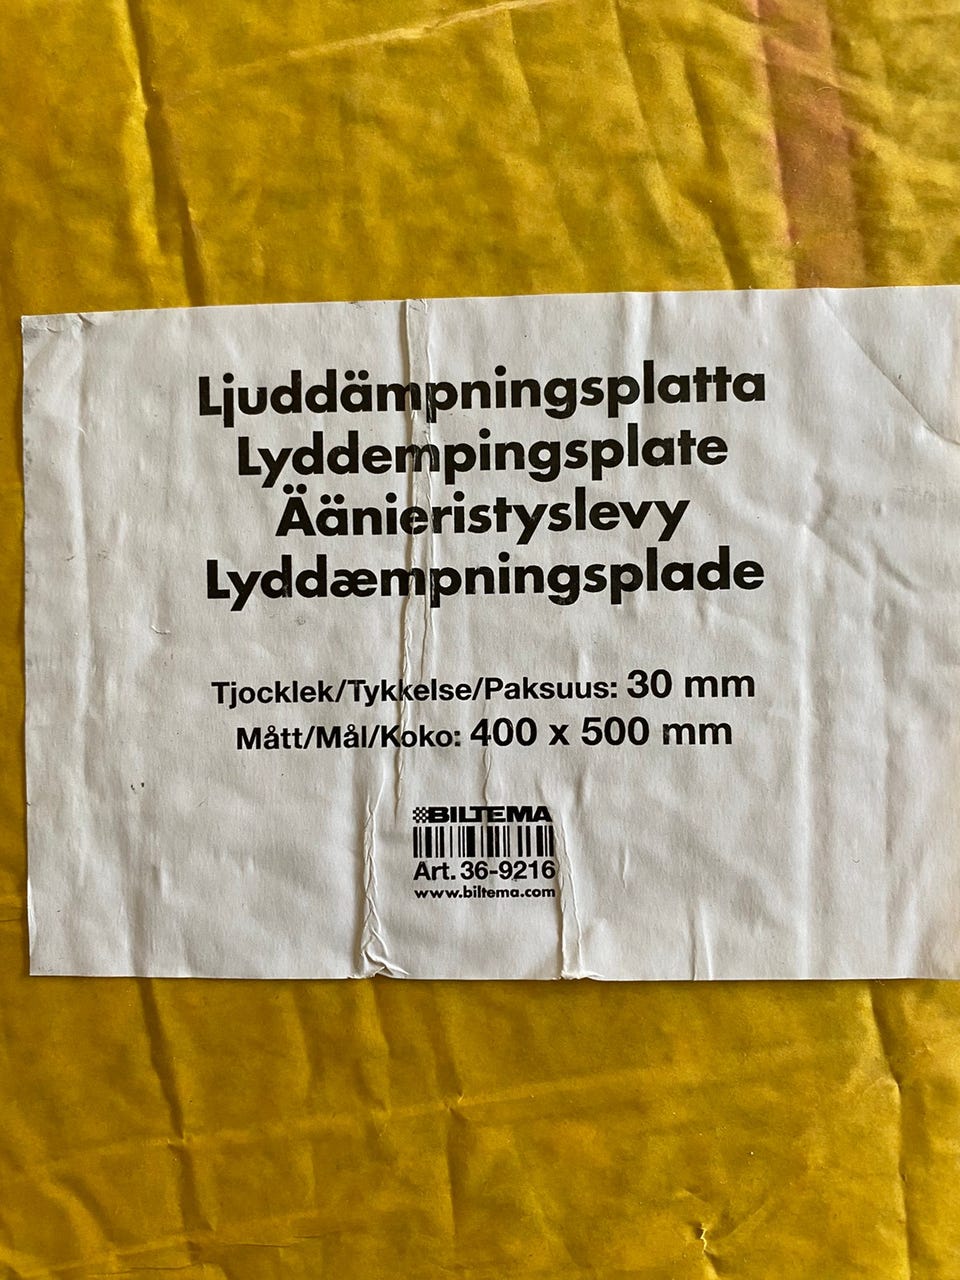 Ljuddämpningsplatta
Lyddempingsplate
Äänieristyslevy
Lyddæmpningsplade
Tjocklek/Tykkelse/Paksuus: 30 mm
Mått/Mål/Koko: 400 x 500 mm
BILTEMA
Art. 36-9216
www.biltema.com